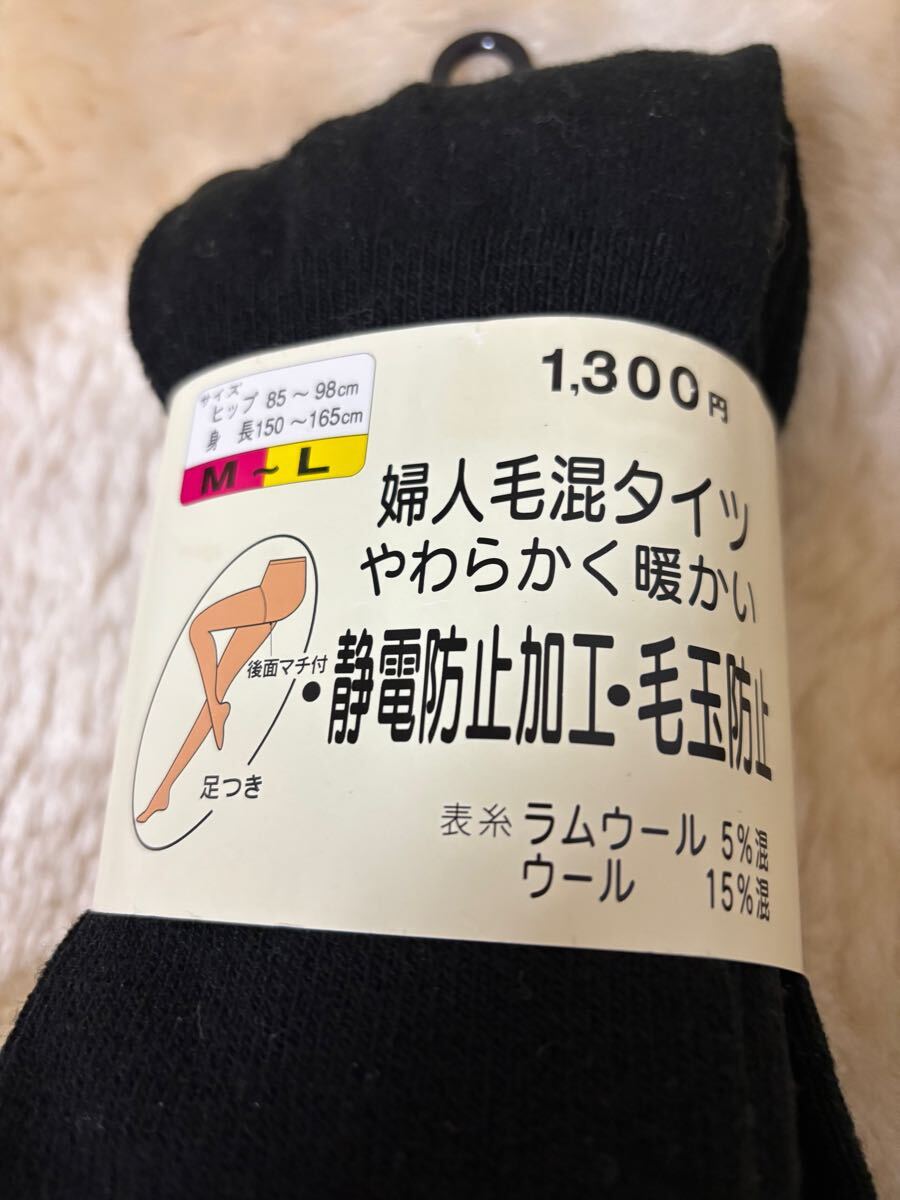 1,300円
サイズ
ヒップ 85～98cm
身 長150～165cm
M～L
婦人毛混タイツ
やわらかく暖かい
・静電防止加工・毛玉防止
後面マチ付
足つき
表糸 ラムウール 5%混
ウール 15%混